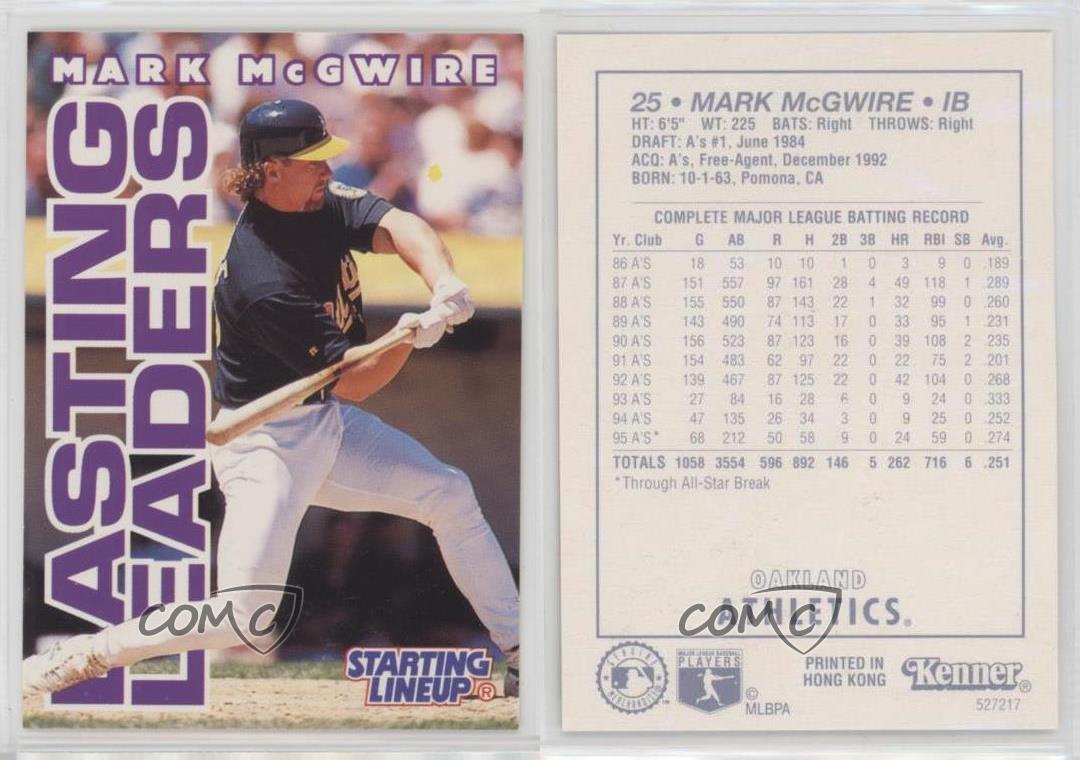 MARK McGWIRE
LASTING
LEADERS
STARTING
LINEUP®
COMC
25 • MARK McGWIRE • IB
HT: 6'5" WT: 225 BATS: Right THROWS: Right
DRAFT: A's #1, June 1984
ACQ: A's, Free-Agent, December 1992
BORN: 10-1-63, Pomona, CA
COMPLETE MAJOR LEAGUE BATTING RECORD
Yr. Club G AB R H 2B 3B HR RBI SB Avg.
86 A'S 18 53 10 10 1 0 3 9 0 .189
87 A'S 151 557 97 161 28 4 49 118 1 .289
88 A'S 155 550 87 143 22 1 32 99 0 .260
89 A'S 143 490 74 113 17 0 33 95 1 .231
90 A'S 156 523 87 123 16 0 39 108 2 .235
91 A'S 154 483 62 97 22 0 22 75 2 .201
92 A'S 139 467 87 125 22 0 42 104 0 .268
93 A'S 27 84 16 28 6 0 9 24 0 .333
94 A'S 47 135 26 34 3 0 9 25 0 .252
95 A'S* 68 212 50 58 9 0 24 59 0 .274
TOTALS 1058 3554 596 892 146 5 262 716 6 .251
*Through All-Star Break
OAKLAND
ATHLETICS®
COMC
GENUINE
MERCHANDISE™
MAJOR LEAGUE BASEBALL
PLAYERS
©
MLBPA
PRINTED IN
HONG KONG
Kenner®
527217